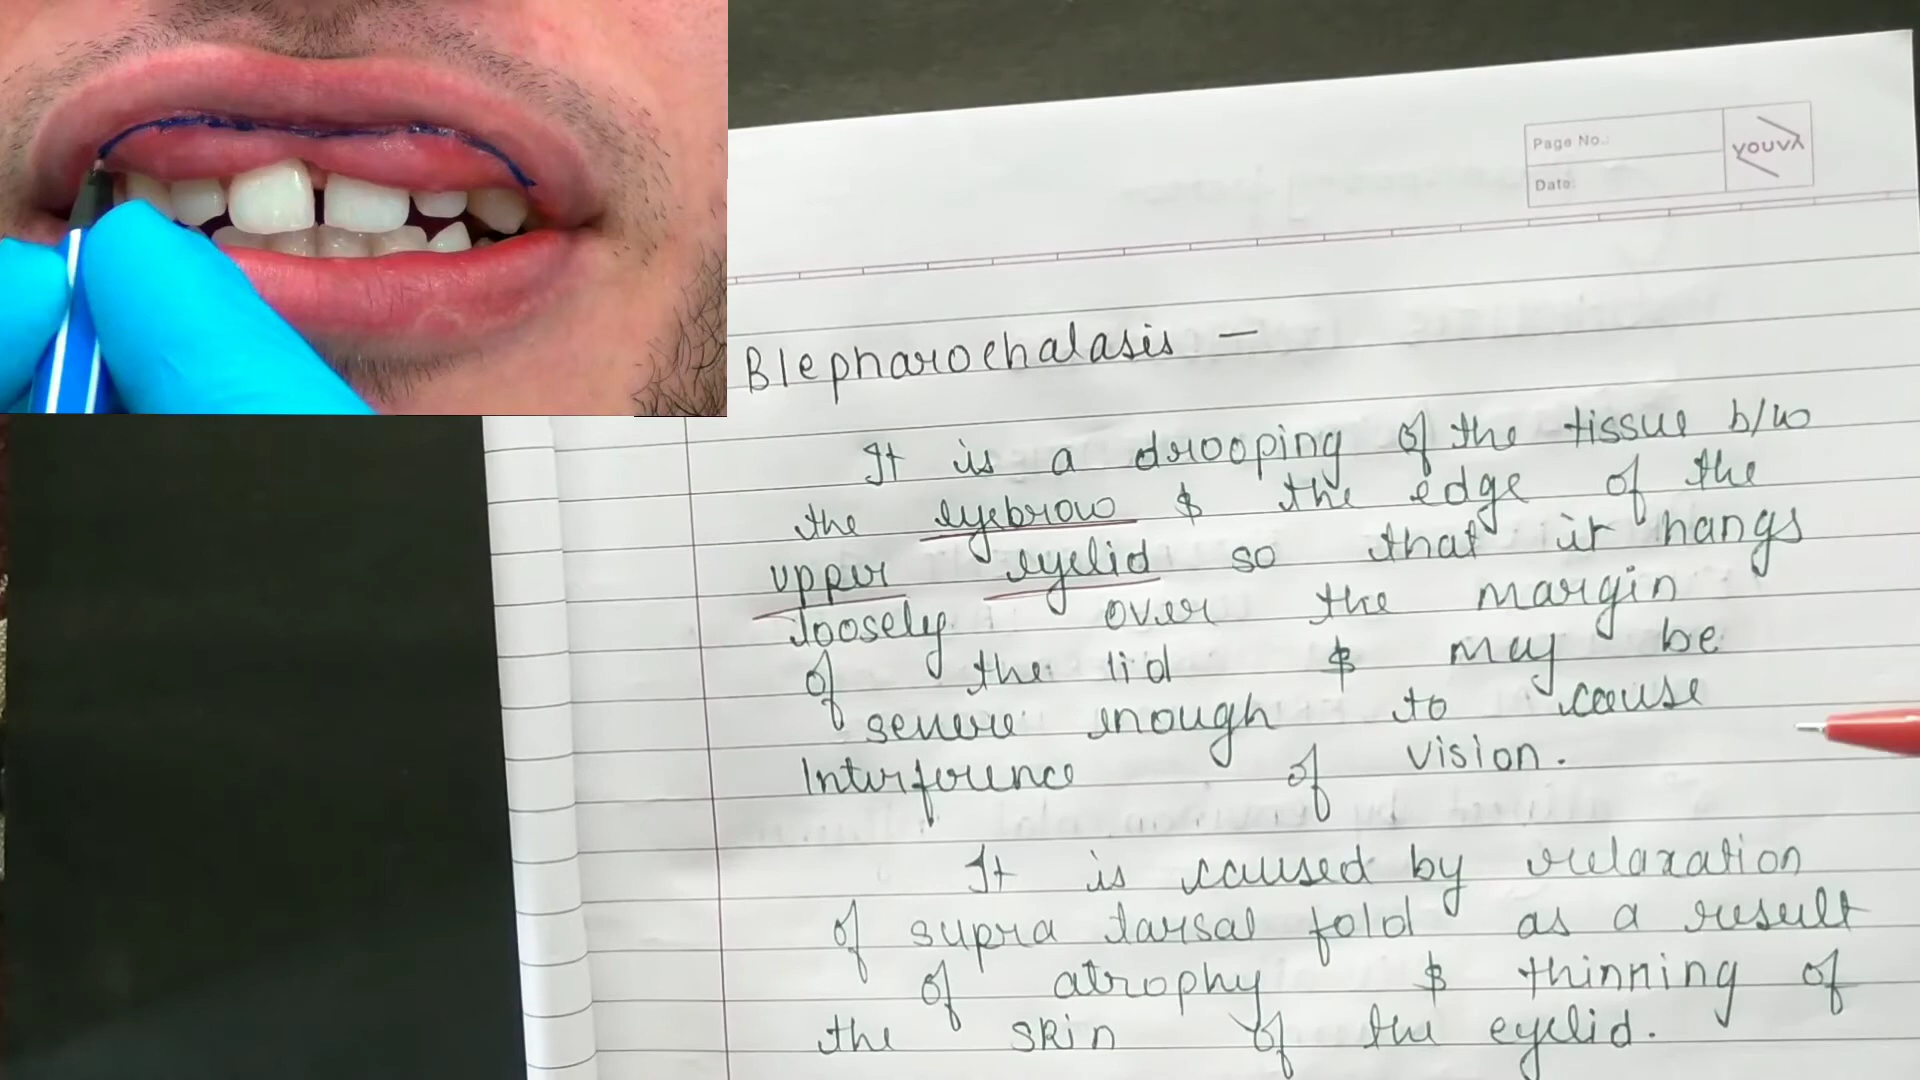 Page No.:
Date:
YOUVA
Blepharochalasis —
It is a drooping of the tissue b/w
the eyebrow & the edge of the
upper eyelid so that it hangs
loosely over the margin
of the lid & may be
severe enough to cause
Interference of vision.
It is caused by relaxation
of supra tarsal fold as a result
of atrophy & thinning of
the skin of the eyelid.